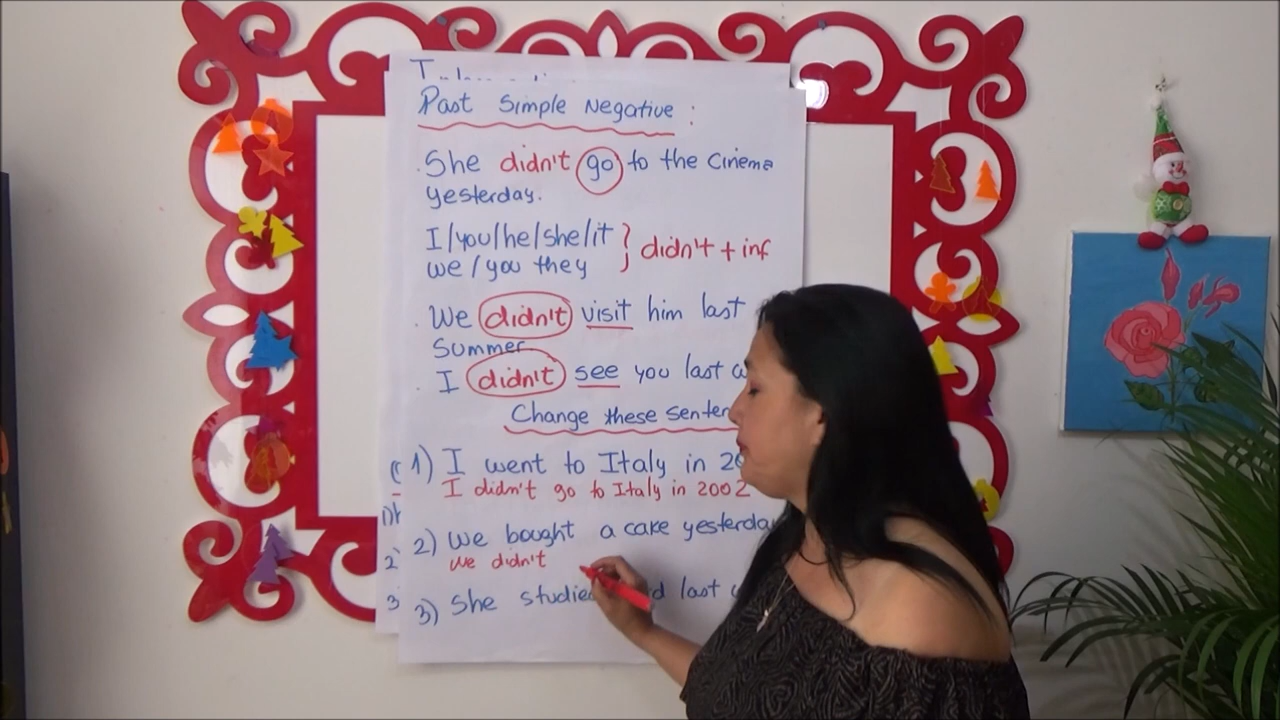 Past Simple Negative :
. She didn't go to the cinema
yesterday.
I/you/he/she/it } didn't + inf
we/you they
. We didn't visit him last
Summer
. I didn't see you last
Change these
1) I went to Italy in
I didn't go to Italy in 2002
2) we bought a cake yesterday
we didn't
3) She studied last